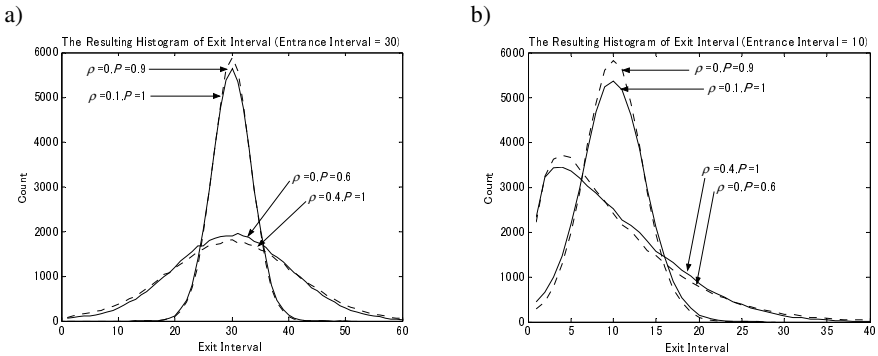 a)
The Resulting Histogram of Exit Interval (Entrance Interval = 30)
6000
5000
4000
3000
2000
1000
0
Count
ρ=0,P=0.9
ρ=0.1,P=1
ρ=0,P=0.6
ρ=0.4,P=1
0 10 20 30 40 50 60
Exit Interval
b)
The Resulting Histogram of Exit Interval (Entrance Interval = 10)
6000
5000
4000
3000
2000
1000
0
Count
ρ=0,P=0.9
ρ=0.1,P=1
ρ=0.4,P=1
ρ=0,P=0.6
0 5 10 15 20 25 30 35 40
Exit Interval